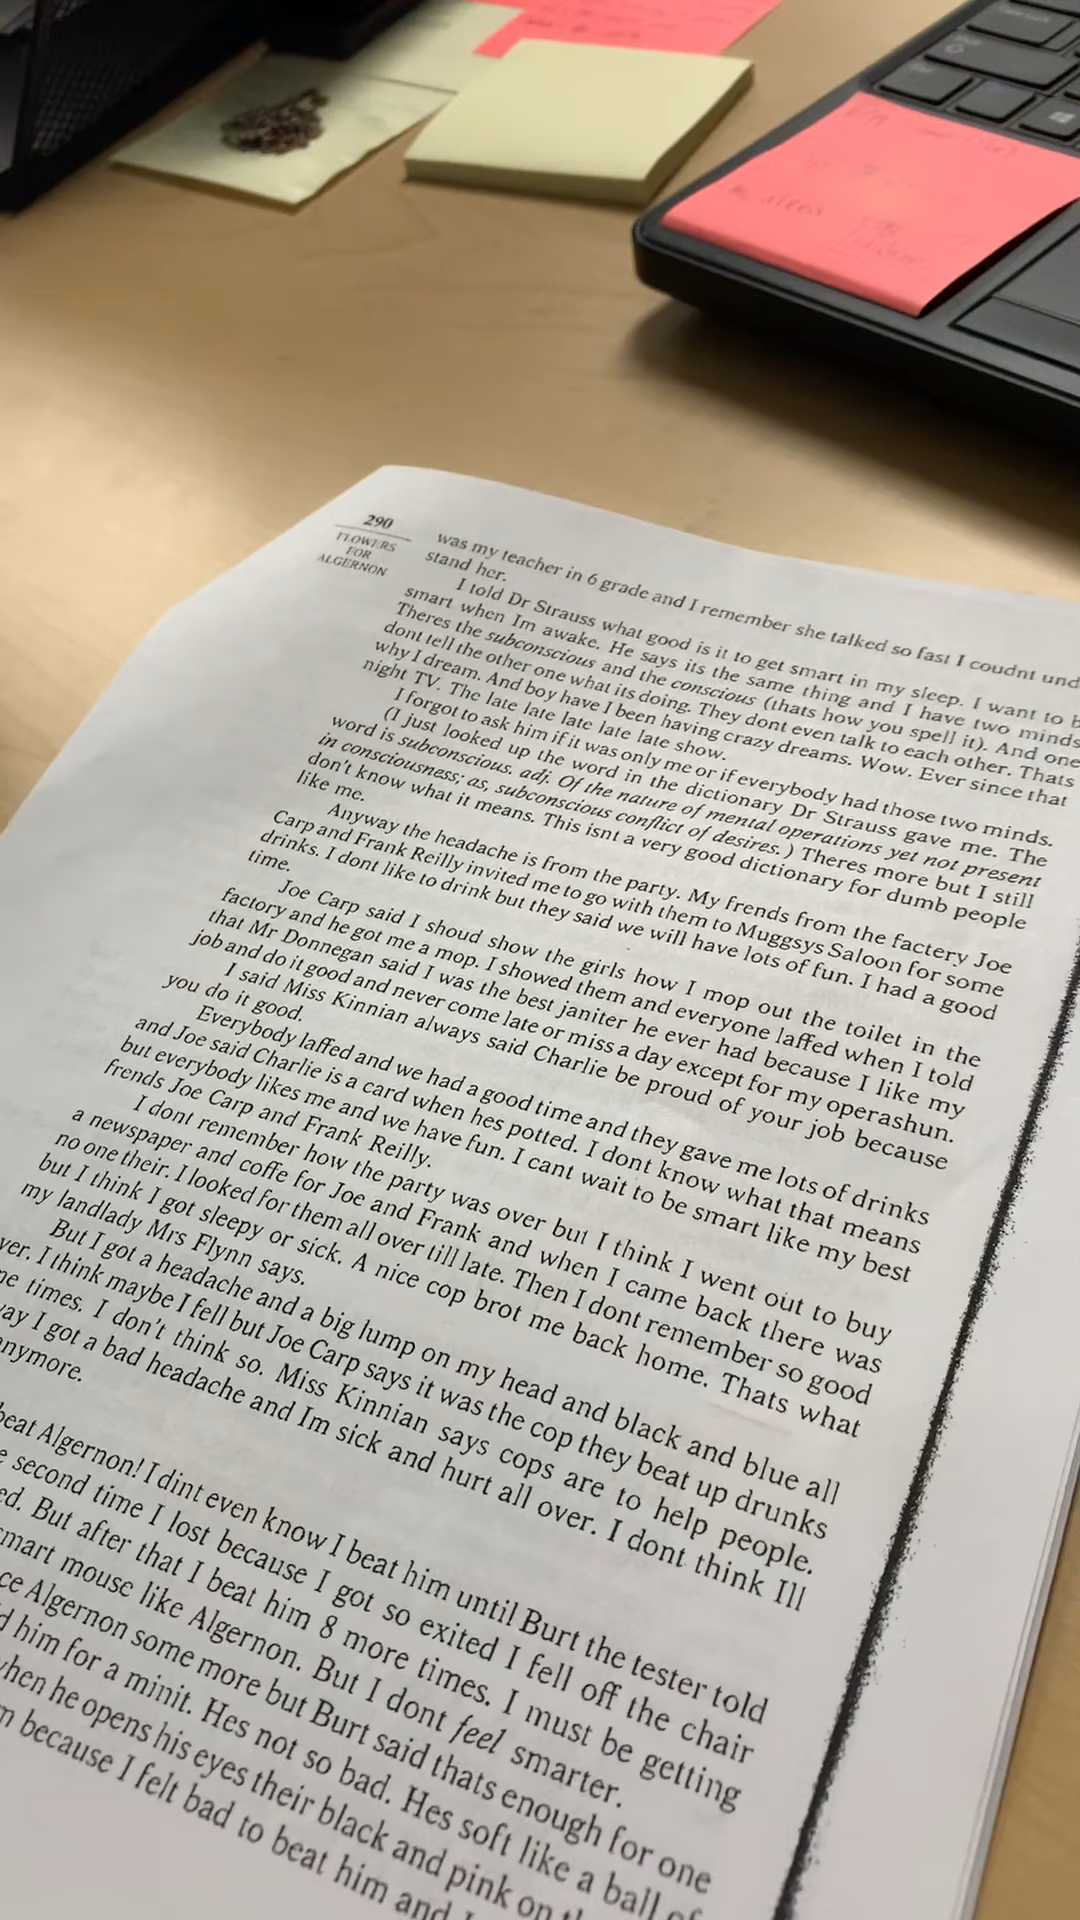 290
FLOWERS
FOR
ALGERNON
was my teacher in 6 grade and I remember she talked so fast I coudnt und
stand her.
I told Dr Strauss what good is it to get smart in my sleep. I want to b
smart when Im awake. He says its the same thing and I have two minds
Theres the subconscious and the conscious (thats how you spell it). And one
dont tell the other one what its doing. They dont even talk to each other. Thats
why I dream. And boy have I been having crazy dreams. Wow. Ever since that
night TV. The late late late late late show.
I forgot to ask him if it was only me or if everybody had those two minds.
(I just looked up the word in the dictionary Dr Strauss gave me. The
word is subconscious. adj. Of the nature of mental operations yet not present
in consciousness; as, subconscious conflict of desires.) Theres more but I still
don't know what it means. This isnt a very good dictionary for dumb people
like me.
Anyway the headache is from the party. My frends from the factery Joe
Carp and Frank Reilly invited me to go with them to Muggsys Saloon for some
drinks. I dont like to drink but they said we will have lots of fun. I had a good
time.
Joe Carp said I shoud show the girls how I mop out the toilet in the
factory and he got me a mop. I showed them and everyone laffed when I told
that Mr Donnegan said I was the best janiter he ever had because I like my
job and do it good and never come late or miss a day except for my operashun.
I said Miss Kinnian always said Charlie be proud of your job because
you do it good.
Everybody laffed and we had a good time and they gave me lots of drinks
and Joe said Charlie is a card when hes potted. I dont know what that means
but everybody likes me and we have fun. I cant wait to be smart like my best
frends Joe Carp and Frank Reilly.
I dont remember how the party was over but I think I went out to buy
a newspaper and coffe for Joe and Frank and when I came back there was
no one their. I looked for them all over till late. Then I dont remember so good
but I think I got sleepy or sick. A nice cop brot me back home. Thats what
my landlady Mrs Flynn says.
But I got a headache and a big lump on my head and black and blue all
ver. I think maybe I fell but Joe Carp says it was the cop they beat up drunks
me times. I don't think so. Miss Kinnian says cops are to help people.
ay I got a bad headache and Im sick and hurt all over. I dont think Ill
anymore.
beat Algernon! I dint even know I beat him until Burt the tester told
e second time I lost because I got so exited I fell off the chair
ed. But after that I beat him 8 more times. I must be getting
smart mouse like Algernon. But I dont feel smarter.
ce Algernon some more but Burt said thats enough for one
d him for a minit. Hes not so bad. Hes soft like a ball of
when he opens his eyes their black and pink on th
m because I felt bad to beat him and I